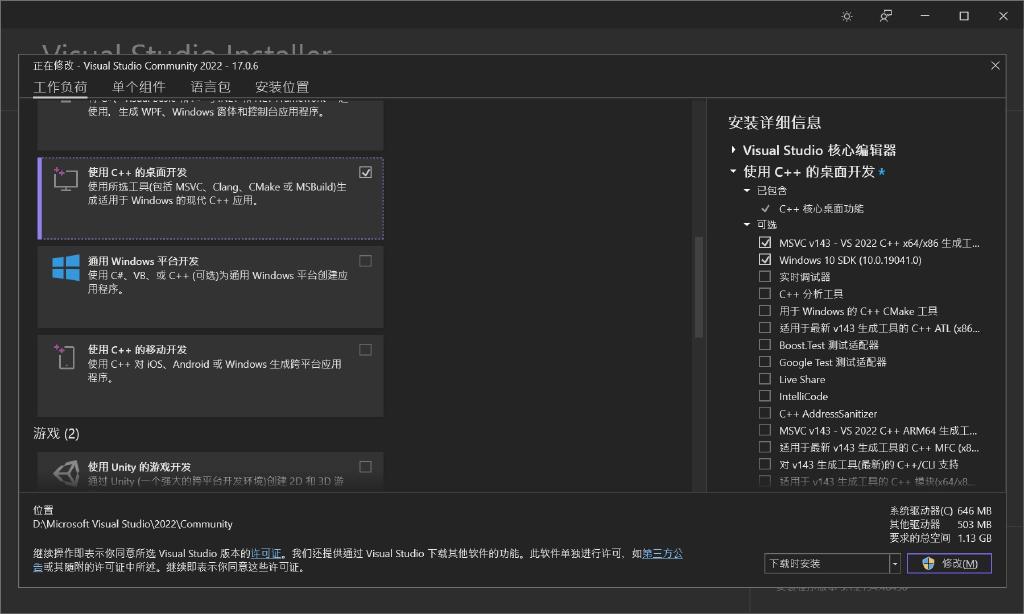 Visual Studio Installer
正在修改 - Visual Studio Community 2022 - 17.0.6
工作负荷 单个组件 语言包 安装位置
使用，生成 WPF、Windows 窗体和控制台应用程序。
使用 C++ 的桌面开发
使用所选工具(包括 MSVC、Clang、CMake 或 MSBuild)生
成适用于 Windows 的现代 C++ 应用。
通用 Windows 平台开发
使用 C#、VB、或 C++ (可选)为通用 Windows 平台创建应
用程序。
使用 C++ 的移动开发
使用 C++ 对 iOS、Android 或 Windows 生成跨平台应用
程序。
游戏 (2)
使用 Unity 的游戏开发
通过 Unity (一个强大的跨平台开发环境)创建 2D 和 3D 游
安装详细信息
Visual Studio 核心编辑器
使用 C++ 的桌面开发 *
已包含
C++ 核心桌面功能
可选
MSVC v143 - VS 2022 C++ x64/x86 生成工...
Windows 10 SDK (10.0.19041.0)
实时调试器
C++ 分析工具
用于 Windows 的 C++ CMake 工具
适用于最新 v143 生成工具的 C++ ATL (x86...
Boost.Test 测试适配器
Google Test 测试适配器
Live Share
IntelliCode
C++ AddressSanitizer
MSVC v143 - VS 2022 C++ ARM64 生成工...
适用于最新 v143 生成工具的 C++ MFC (x8...
对 v143 生成工具(最新)的 C++/CLI 支持
适用于 v143 生成工具的 C++ 模块(x64/x8...
位置
D:\Microsoft Visual Studio\2022\Community
继续操作即表示你同意所选 Visual Studio 版本的许可证。我们还提供通过 Visual Studio 下载其他软件的功能。此软件单独进行许可，如第三方公
告或其随附的许可证中所述。继续即表示你同意这些许可证。
系统驱动器(C) 646 MB
其他驱动器 503 MB
要求的总空间 1.13 GB
下载时安装
修改(M)